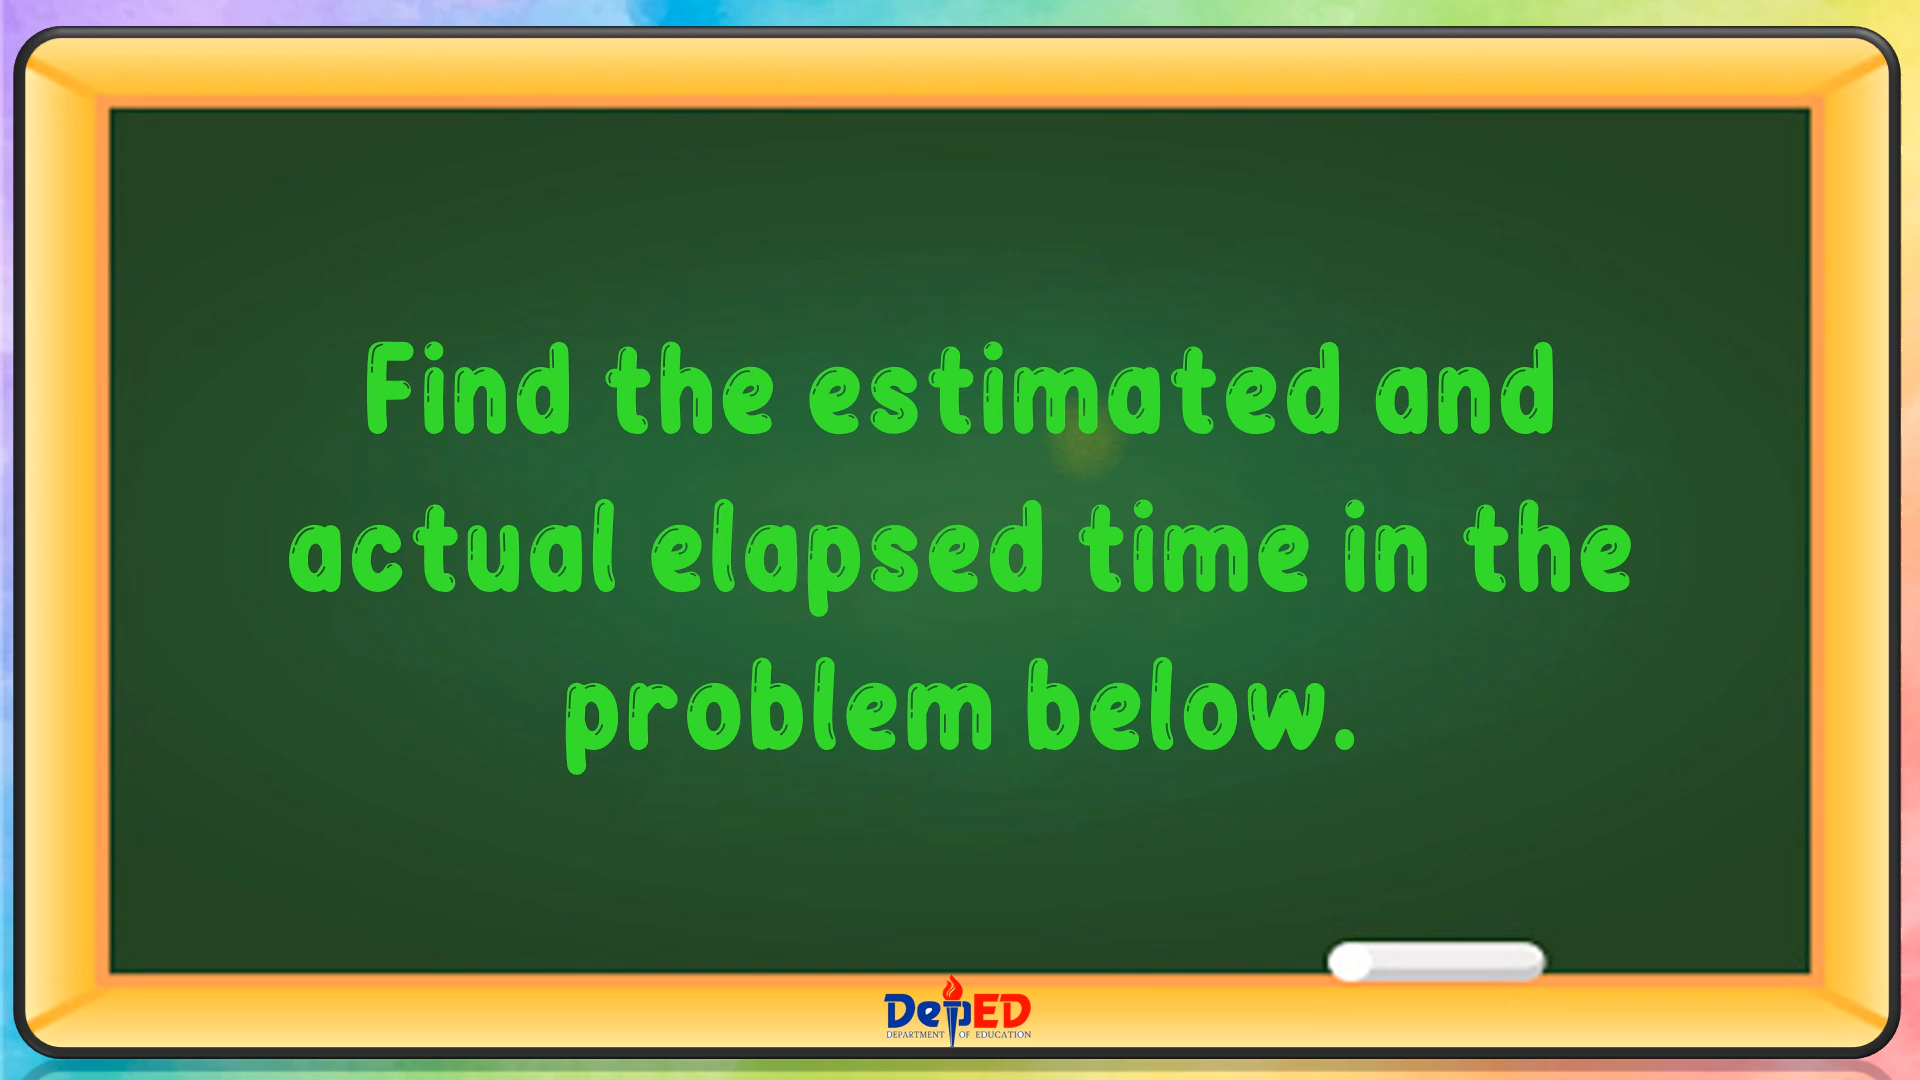 Find the estimated and
actual elapsed time in the
problem below.
DepED
DEPARTMENT OF EDUCATION